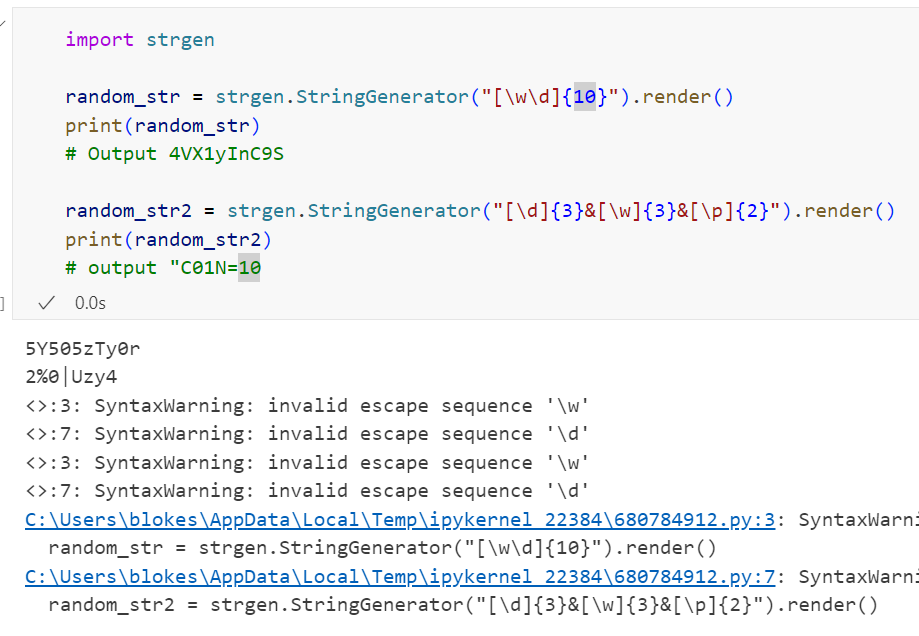 import strgen
random_str = strgen.StringGenerator("[\w\d]{10}").render()
print(random_str)
# Output 4VX1yInC9S
random_str2 = strgen.StringGenerator("[\d]{3}&[\w]{3}&[\p]{2}").render()
print(random_str2)
# output "C01N=10
] ✓ 0.0s
5Y505zTy0r
2%0|Uzy4
<>:3: SyntaxWarning: invalid escape sequence '\w'
<>:7: SyntaxWarning: invalid escape sequence '\d'
<>:3: SyntaxWarning: invalid escape sequence '\w'
<>:7: SyntaxWarning: invalid escape sequence '\d'
C:\Users\blokes\AppData\Local\Temp\ipykernel_22384\680784912.py:3: SyntaxWarni
random_str = strgen.StringGenerator("[\w\d]{10}").render()
C:\Users\blokes\AppData\Local\Temp\ipykernel_22384\680784912.py:7: SyntaxWarni
random_str2 = strgen.StringGenerator("[\d]{3}&[\w]{3}&[\p]{2}").render()